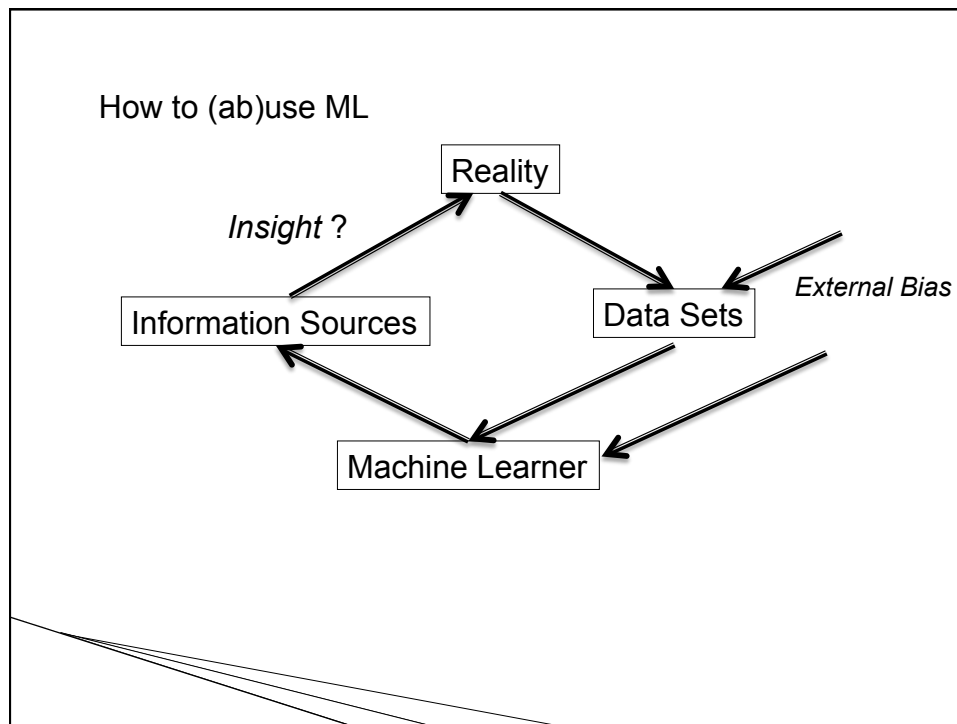 How to (ab)use ML
Reality
Insight ?
External Bias
Information Sources
Data Sets
Machine Learner